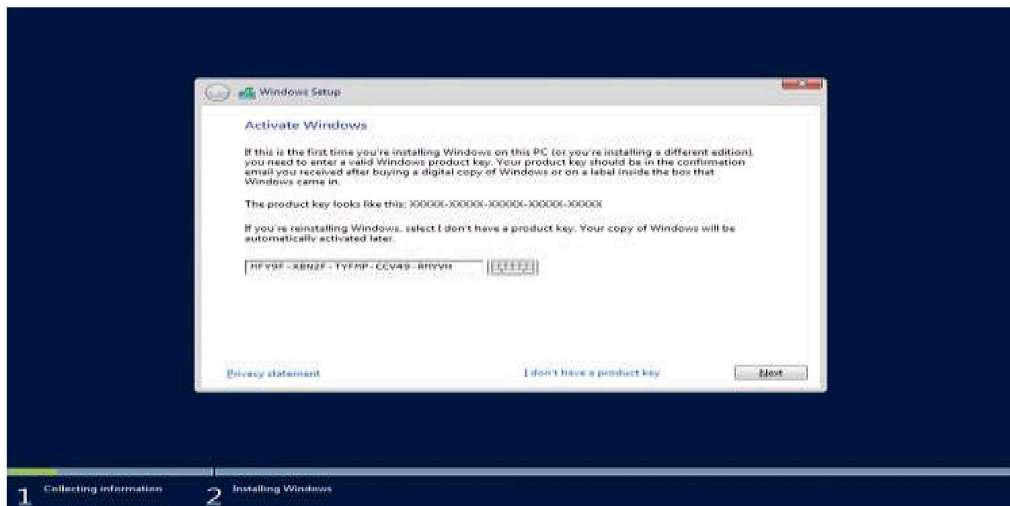 Windows Setup
Activate Windows
If this is the first time you're installing Windows on this PC (or you're installing a different edition),
you need to enter a valid Windows product key. Your product key should be in the confirmation
email you received after buying a digital copy of Windows or on a label inside the box that
Windows came in.
The product key looks like this: XXXXX-XXXXX-XXXXX-XXXXX-XXXXX
If you're reinstalling Windows, select I don't have a product key. Your copy of Windows will be
automatically activated later.
Privacy statement
I don't have a product key
Next
1 Collecting information
2 Installing Windows